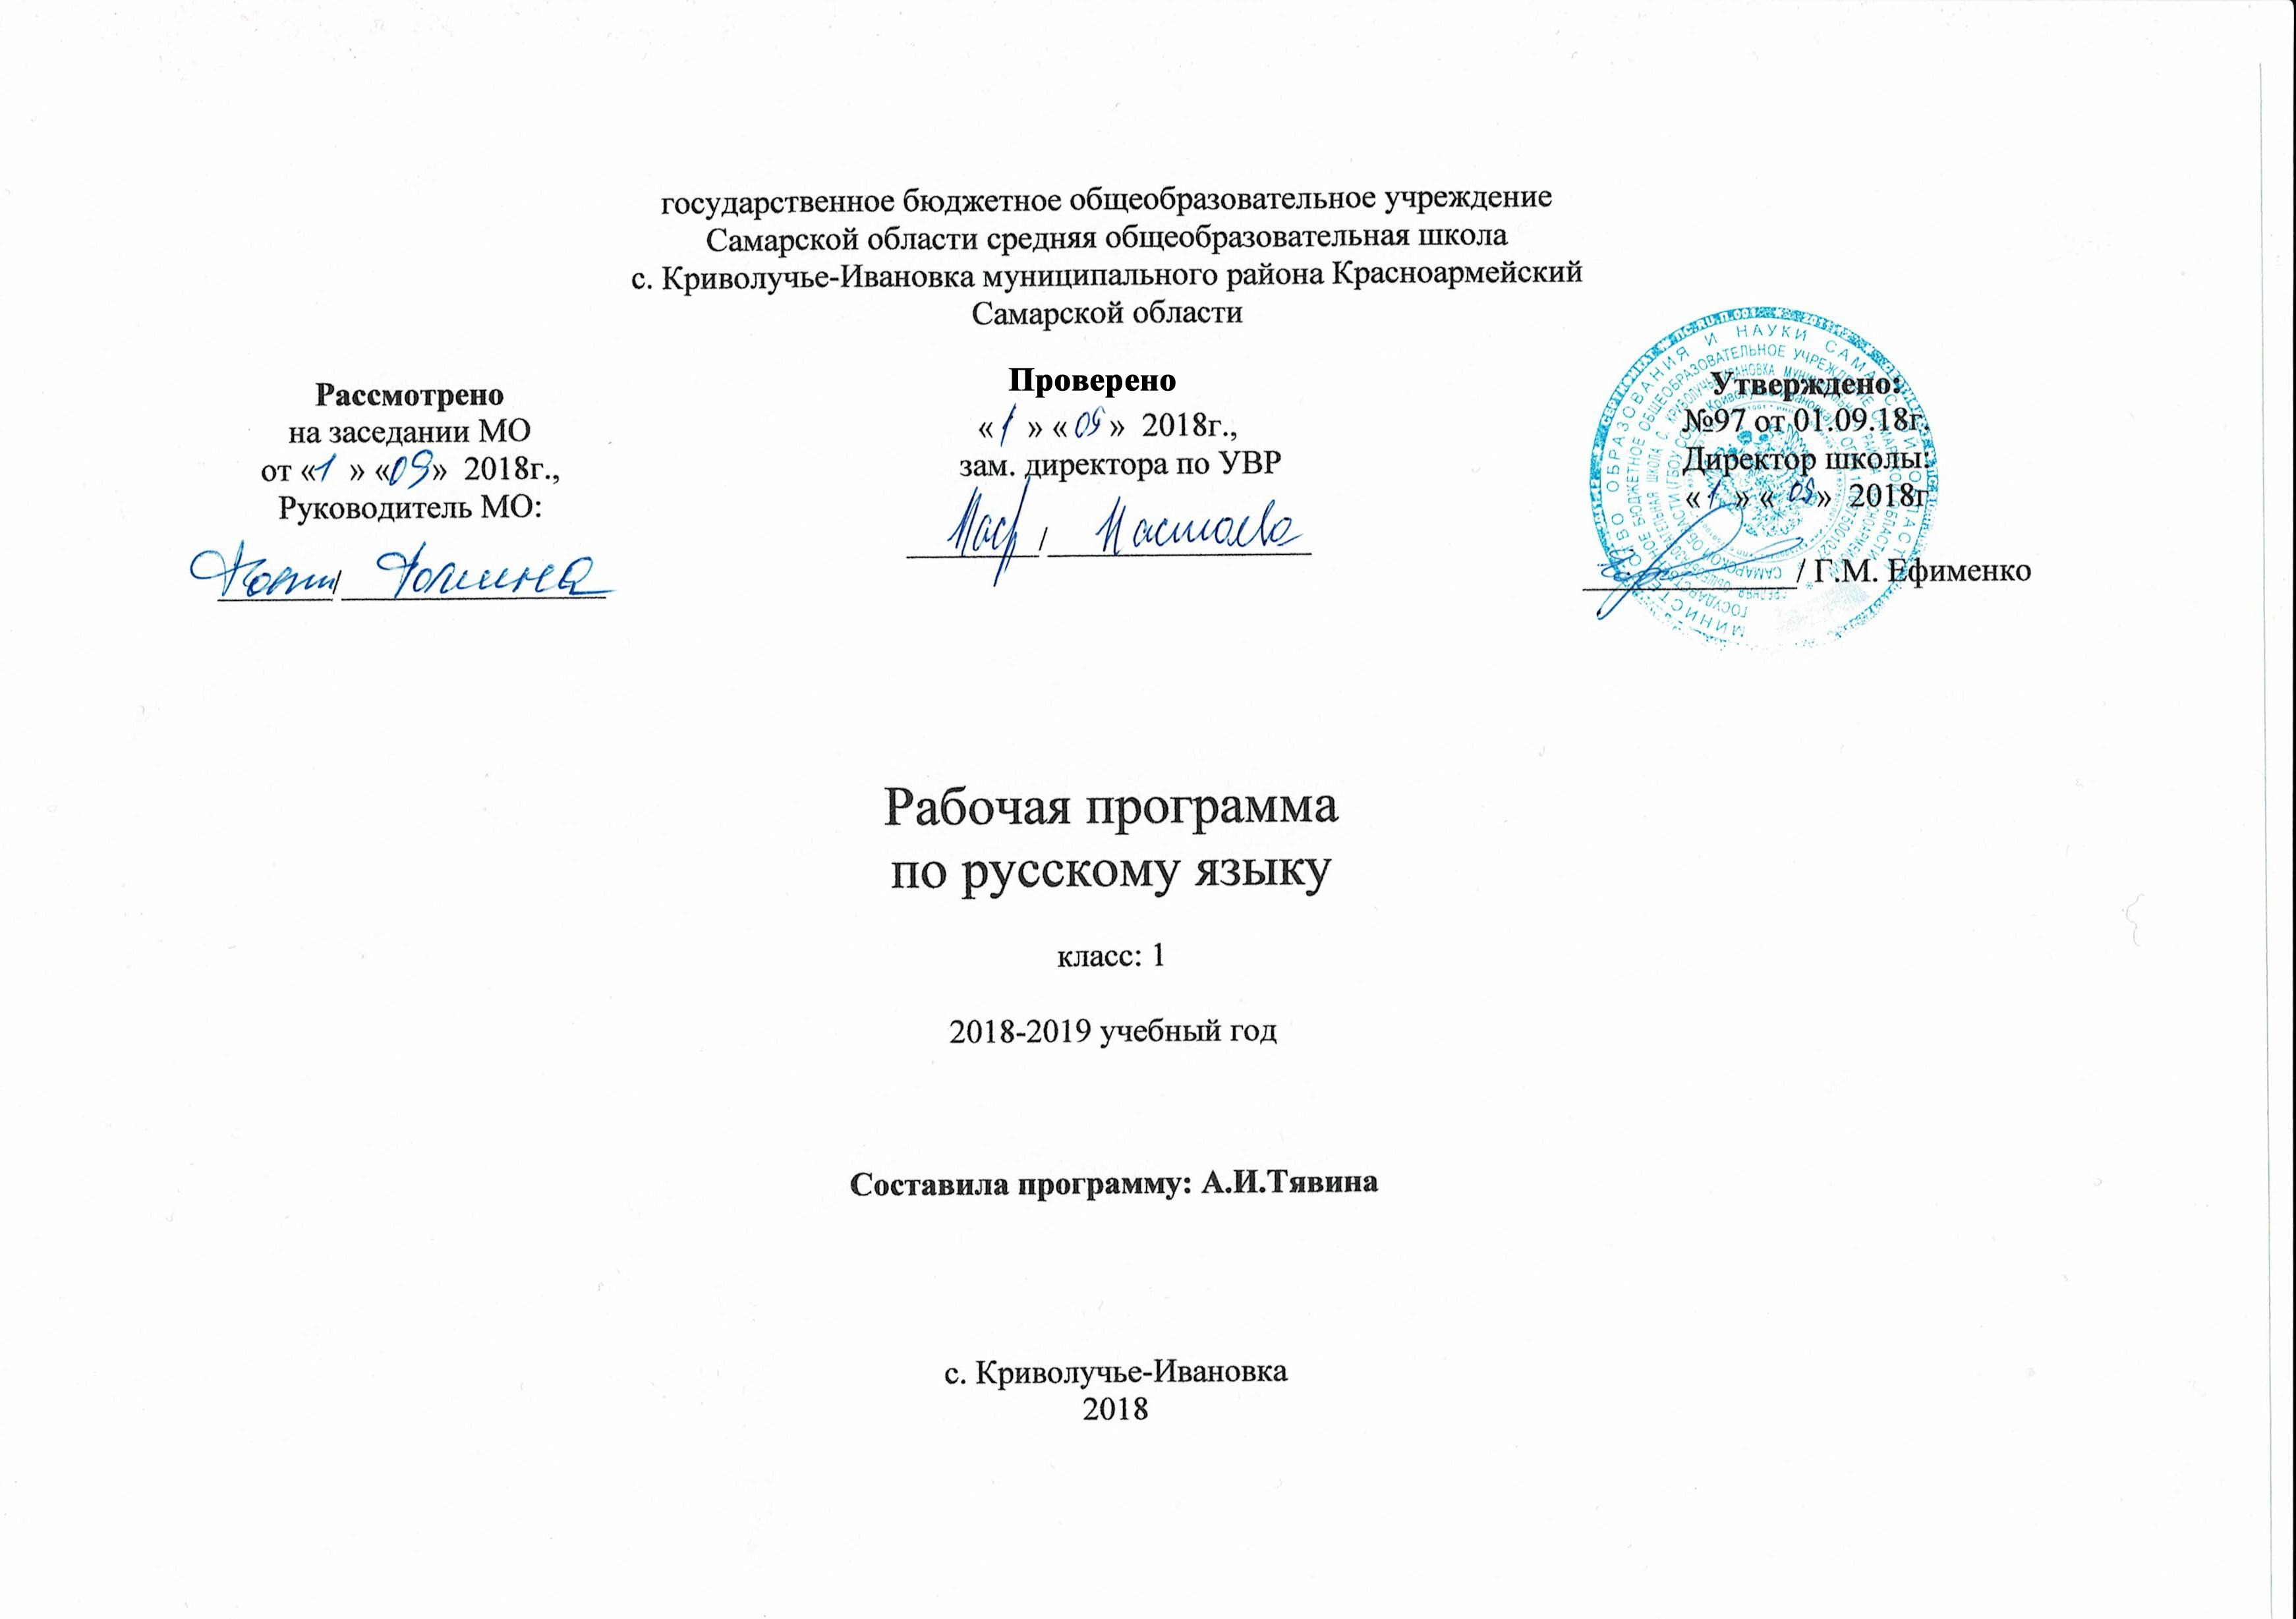 государственное бюджетное общеобразовательное учреждение
Самарской области средняя общеобразовательная школа
с. Криволучье-Ивановка муниципального района Красноармейский
Самарской области
Рассмотрено
на заседании МО
от «1» «09» 2018г.,
Руководитель МО:
/ Фомина
Проверено
«1» «09» 2018г.,
зам. директора по УВР
/
Утверждено:
№97 от 01.09.18г.
Директор школы:
«1» «09» 2018г
/ Г.М. Ефименко
Рабочая программа
по русскому языку
класс: 1
2018-2019 учебный год
Составила программу: А.И.Тявина
с. Криволучье-Ивановка
2018